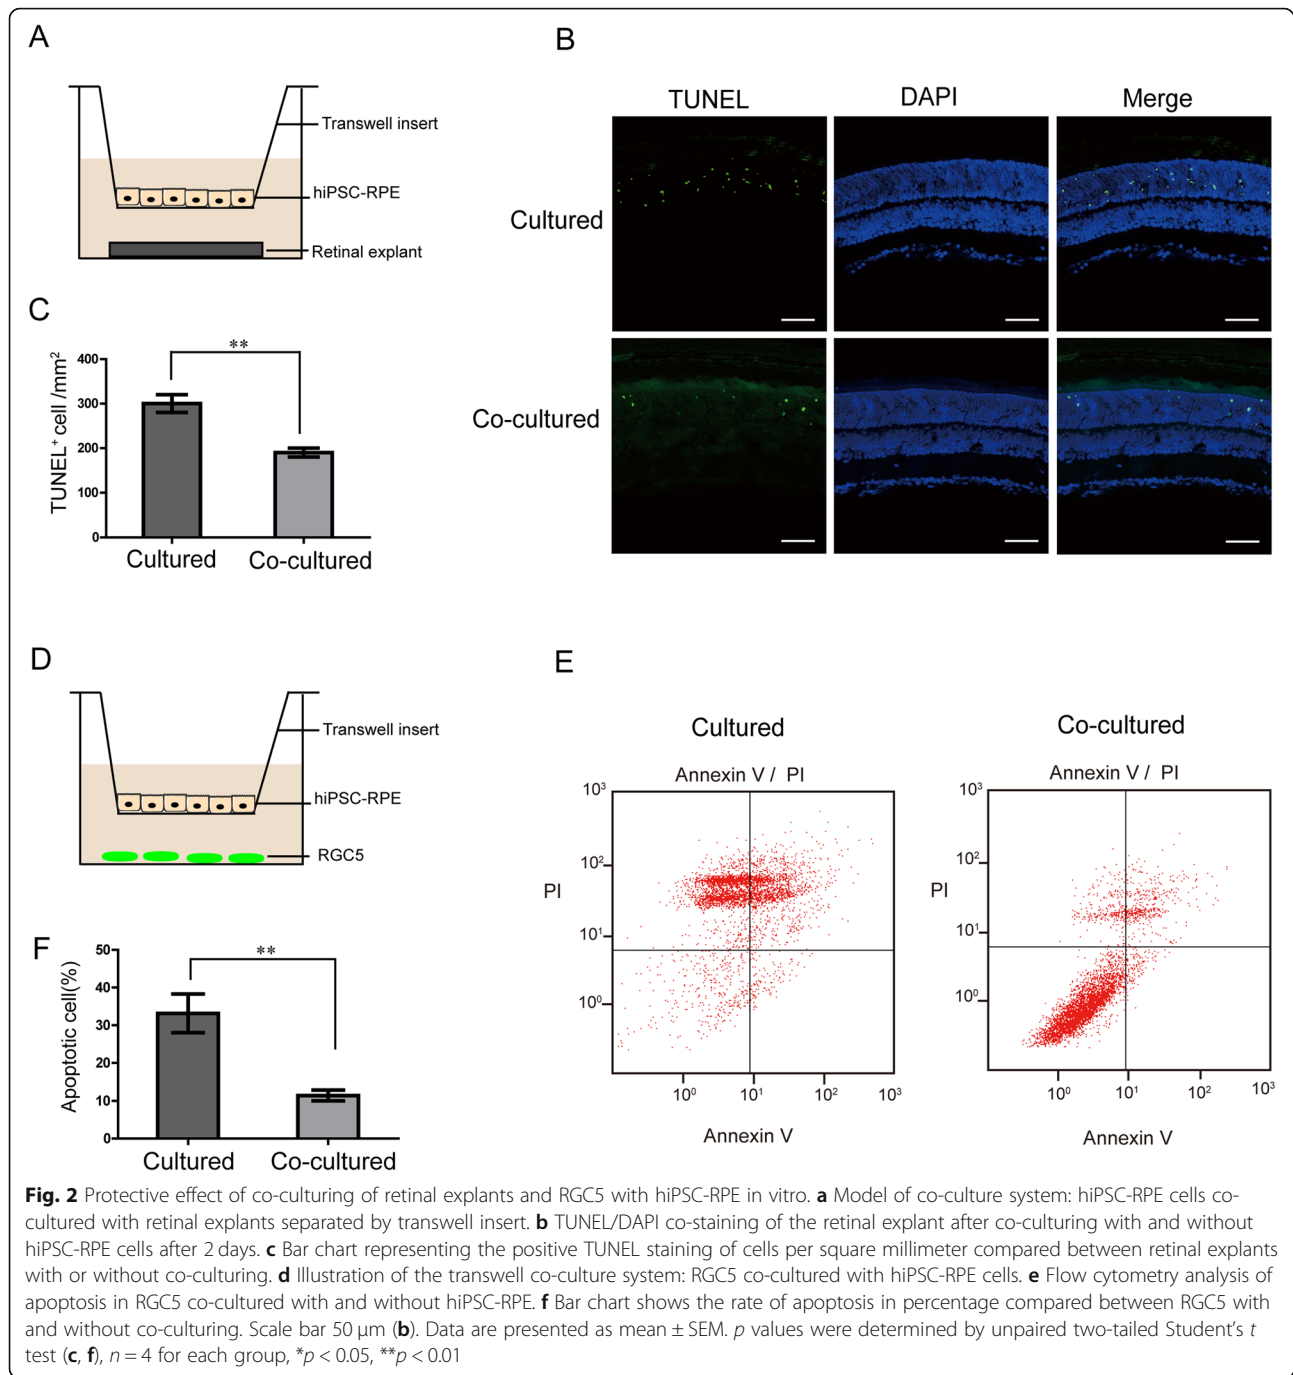 A
Transwell insert
hiPSC-RPE
Retinal explant
B
TUNEL
DAPI
Merge
Cultured
Co-cultured
C
**
TUNEL⁺ cell /mm²
400
300
200
100
0
Cultured
Co-cultured
D
Transwell insert
hiPSC-RPE
RGC5
E
Cultured
Annexin V / PI
10³
10²
PI
10¹
10⁰
10⁰ 10¹ 10² 10³
Annexin V
Co-cultured
Annexin V / PI
10³
10²
PI
10¹
10⁰
10⁰ 10¹ 10² 10³
Annexin V
F
**
Apoptotic cell(%)
50
40
30
20
10
0
Cultured
Co-cultured
Fig. 2 Protective effect of co-culturing of retinal explants and RGC5 with hiPSC-RPE in vitro. a Model of co-culture system: hiPSC-RPE cells co-
cultured with retinal explants separated by transwell insert. b TUNEL/DAPI co-staining of the retinal explant after co-culturing with and without
hiPSC-RPE cells after 2 days. c Bar chart representing the positive TUNEL staining of cells per square millimeter compared between retinal explants
with or without co-culturing. d Illustration of the transwell co-culture system: RGC5 co-cultured with hiPSC-RPE cells. e Flow cytometry analysis of
apoptosis in RGC5 co-cultured with and without hiPSC-RPE. f Bar chart shows the rate of apoptosis in percentage compared between RGC5 with
and without co-culturing. Scale bar 50 μm (b). Data are presented as mean ± SEM. p values were determined by unpaired two-tailed Student's t
test (c, f), n = 4 for each group, *p < 0.05, **p < 0.01